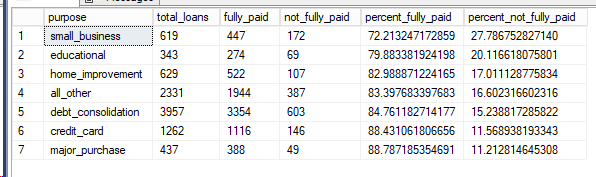 purpose total_loans fully_paid not_fully_paid percent_fully_paid percent_not_fully_paid
1 small_business 619 447 172 72.213247172859 27.786752827140
2 educational 343 274 69 79.883381924198 20.116618075801
3 home_improvement 629 522 107 82.988871224165 17.011128775834
4 all_other 2331 1944 387 83.397683397683 16.602316602316
5 debt_consolidation 3957 3354 603 84.761182714177 15.238817285822
6 credit_card 1262 1116 146 88.431061806656 11.568938193343
7 major_purchase 437 388 49 88.787185354691 11.212814645308